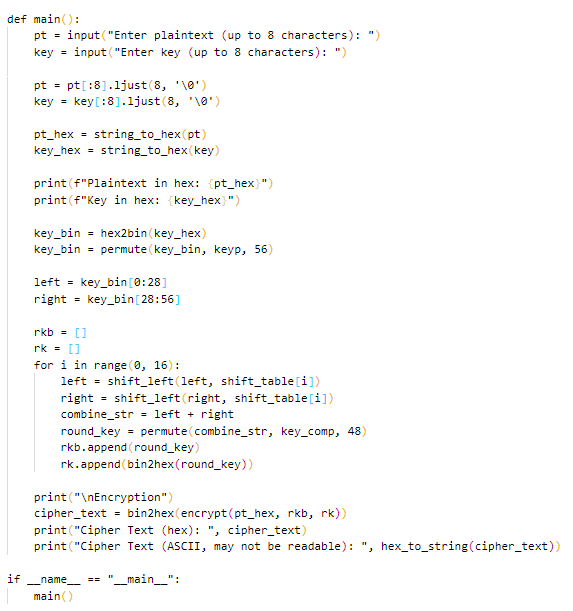 def main():
    pt = input("Enter plaintext (up to 8 characters): ")
    key = input("Enter key (up to 8 characters): ")

    pt = pt[:8].ljust(8, '\0')
    key = key[:8].ljust(8, '\0')

    pt_hex = string_to_hex(pt)
    key_hex = string_to_hex(key)

    print(f"Plaintext in hex: {pt_hex}")
    print(f"Key in hex: {key_hex}")

    key_bin = hex2bin(key_hex)
    key_bin = permute(key_bin, keyp, 56)

    left = key_bin[0:28]
    right = key_bin[28:56]

    rkb = []
    rk = []
    for i in range(0, 16):
        left = shift_left(left, shift_table[i])
        right = shift_left(right, shift_table[i])
        combine_str = left + right
        round_key = permute(combine_str, key_comp, 48)
        rkb.append(round_key)
        rk.append(bin2hex(round_key))

    print("\nEncryption")
    cipher_text = bin2hex(encrypt(pt_hex, rkb, rk))
    print("Cipher Text (hex): ", cipher_text)
    print("Cipher Text (ASCII, may not be readable): ", hex_to_string(cipher_text))

if __name__ == "__main__":
    main()